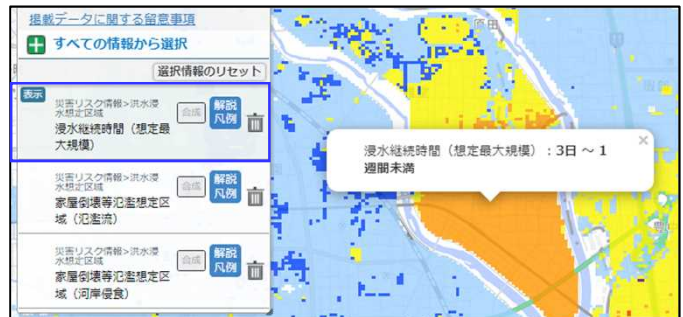 掲載データに関する留意事項
すべての情報から選択
選択情報のリセット
表示
災害リスク情報>洪水浸
水想定区域
浸水継続時間（想定最
大規模）
合成
解説
凡例
災害リスク情報>洪水浸
水想定区域
家屋倒壊等氾濫想定区
域（氾濫流）
合成
解説
凡例
災害リスク情報>洪水浸
水想定区域
家屋倒壊等氾濫想定区
域（河岸侵食）
合成
解説
凡例
原田
浸水継続時間（想定最大規模）：3日 ～ 1
週間未満